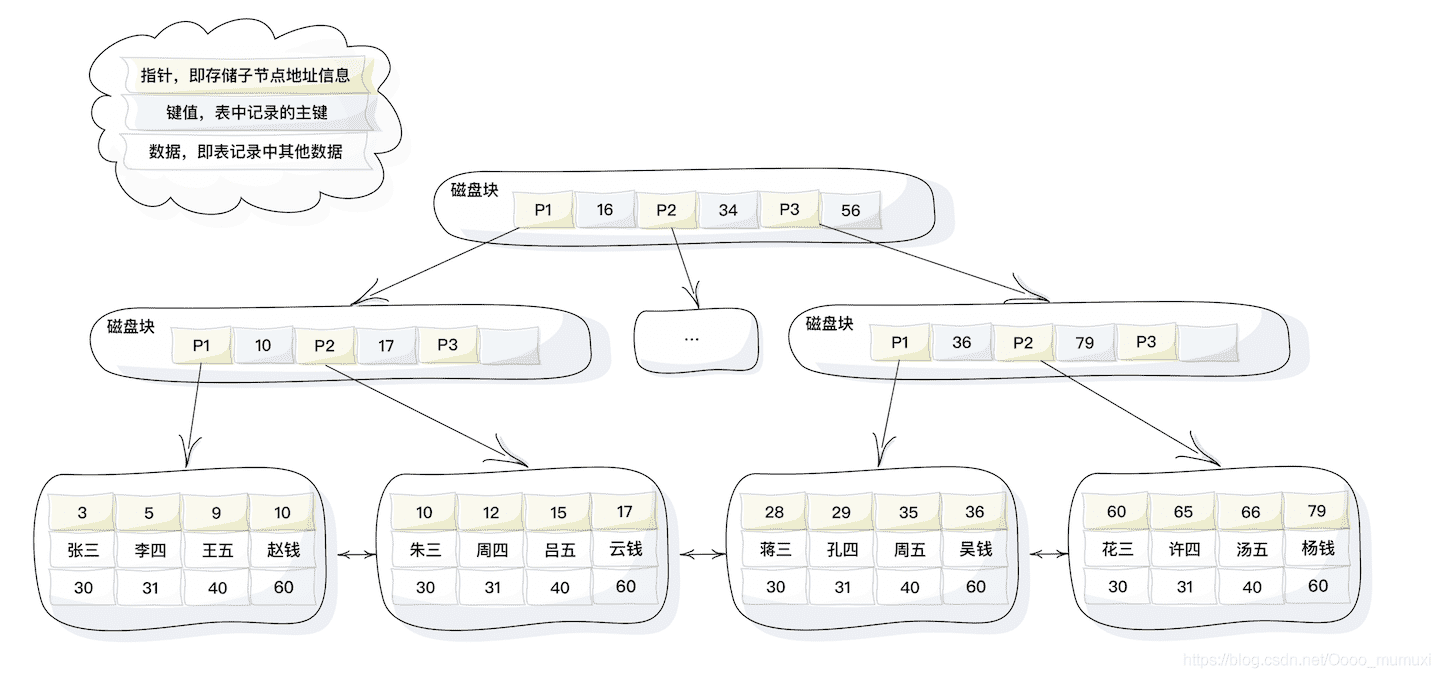 指针，即存储子节点地址信息
键值，表中记录的主键
数据，即表记录中其他数据
磁盘块
P1 16 P2 34 P3 56
磁盘块
P1 10 P2 17 P3
...
磁盘块
P1 36 P2 79 P3
3 5 9 10
张三 李四 王五 赵钱
30 31 40 60
10 12 15 17
朱三 周四 吕五 云钱
30 31 40 60
28 29 35 36
蒋三 孔四 周五 吴钱
30 31 40 60
60 65 66 79
花三 许四 汤五 杨钱
30 31 40 60
https://blog.csdn.net/Oooo_mumuxi